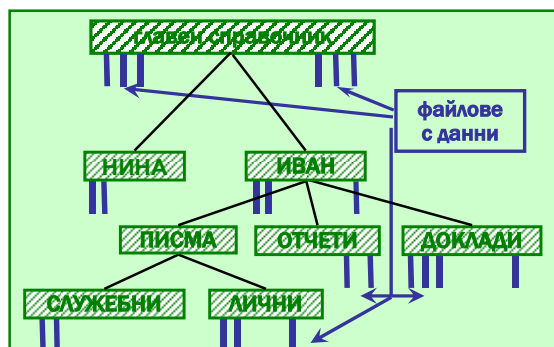 главен справочник
файлове
с данни
НИНА
ИВАН
ПИСМА
ОТЧЕТИ
ДОКЛАДИ
СЛУЖЕБНИ
ЛИЧНИ